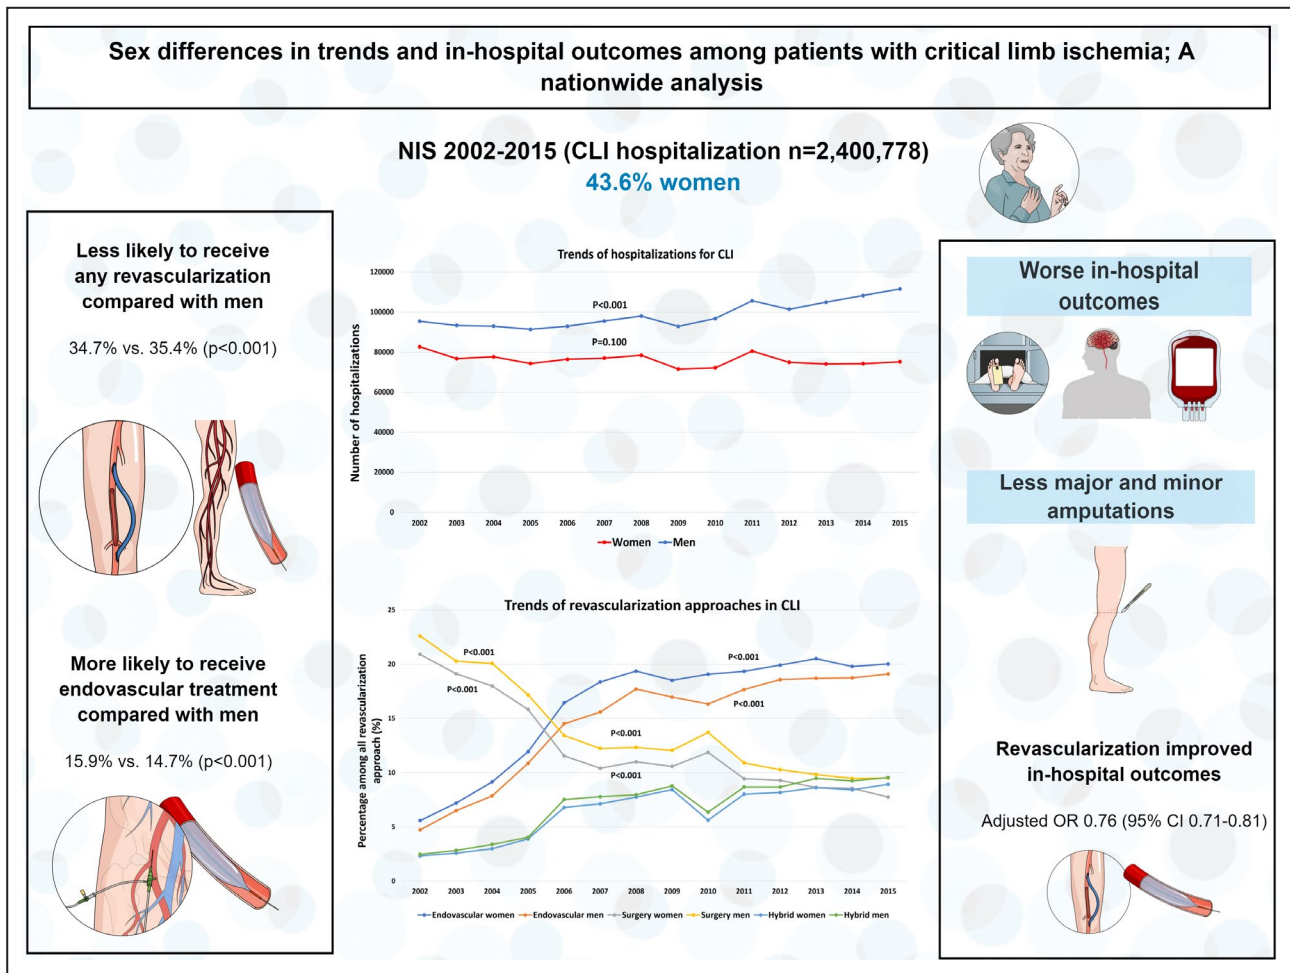 Sex differences in trends and in-hospital outcomes among patients with critical limb ischemia; A
nationwide analysis
NIS 2002-2015 (CLI hospitalization n=2,400,778)
43.6% women
Less likely to receive
any revascularization
compared with men
34.7% vs. 35.4% (p<0.001)
More likely to receive
endovascular treatment
compared with men
15.9% vs. 14.7% (p<0.001)
Trends of hospitalizations for CLI
Number of hospitalizations
120000
100000
80000
60000
40000
20000
0
P<0.001
P=0.100
2002 2003 2004 2005 2006 2007 2008 2009 2010 2011 2012 2013 2014 2015
Women Men
Trends of revascularization approaches in CLI
Percentage among all revascularization
approach (%)
25
20
15
10
5
0
P<0.001
P<0.001
P<0.001
P<0.001
P<0.001
P<0.001
2002 2003 2004 2005 2006 2007 2008 2009 2010 2011 2012 2013 2014 2015
Endovascular women Endovascular men Surgery women Surgery men Hybrid women Hybrid men
Worse in-hospital
outcomes
Less major and minor
amputations
Revascularization improved
in-hospital outcomes
Adjusted OR 0.76 (95% CI 0.71-0.81)